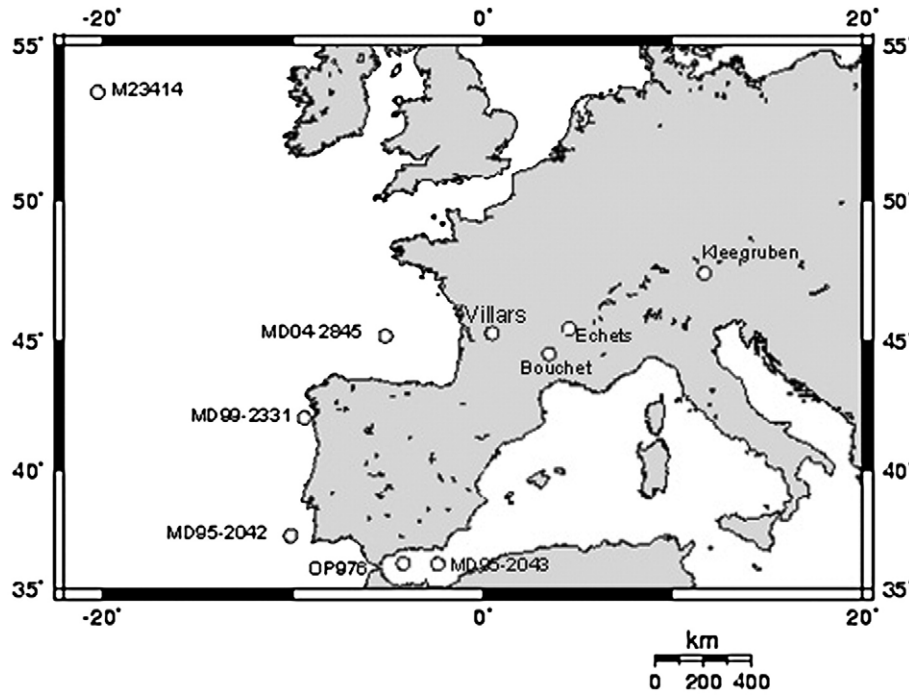 -20° 0° 20°
55° 55°
M23414
50° 50°
Kleegruben
Villars
MD04-2845
Echets
45° 45°
Bouchet
MD99-2331
40° 40°
MD95-2042
OP976 MD95-2043
35° 35°
-20° 0° 20°
km
0 200 400